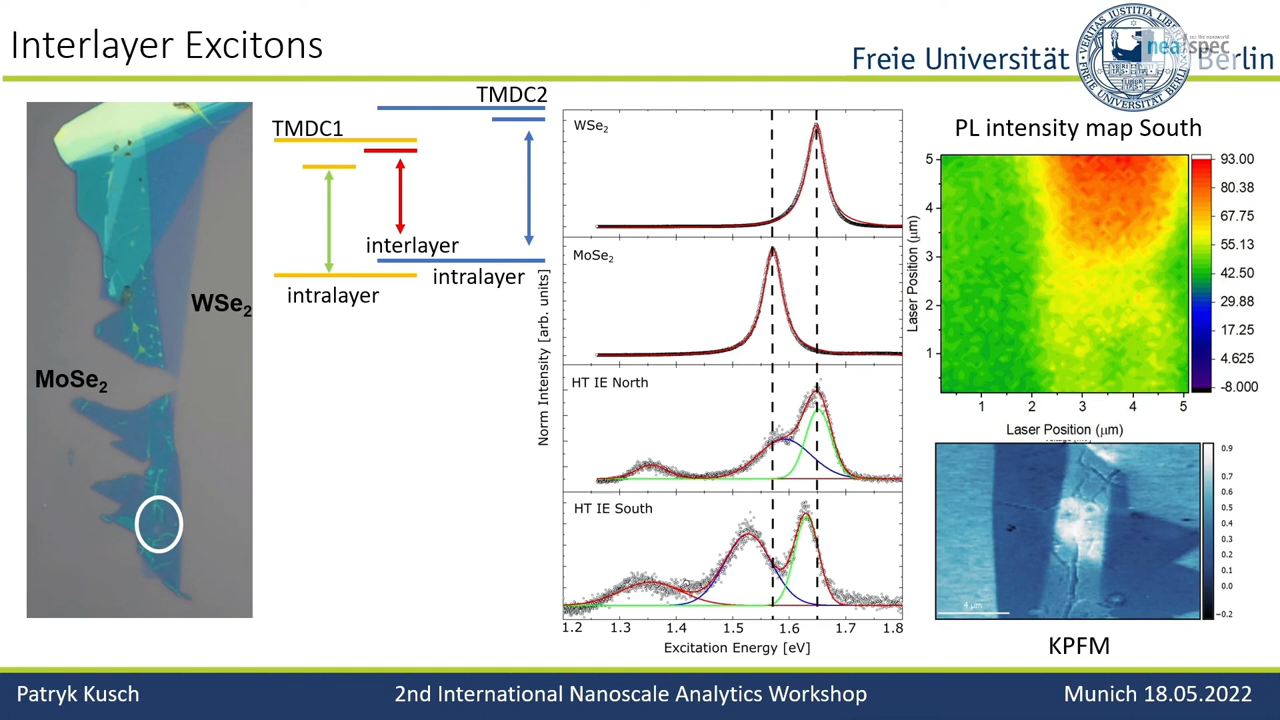 Interlayer Excitons
Freie Universität Berlin
neaspec
see the nanoworld
WSe₂
MoSe₂
TMDC2
TMDC1
interlayer
intralayer
intralayer
WSe₂
MoSe₂
HT IE North
HT IE South
Norm Intensity [arb. units]
1.2 1.3 1.4 1.5 1.6 1.7 1.8
Excitation Energy [eV]
PL intensity map South
Laser Position (μm)
5
4
3
2
1
1 2 3 4 5
Laser Position (μm)
93.00
80.38
67.75
55.13
42.50
29.88
17.25
4.625
-8.000
0.9
0.7
0.6
0.5
0.4
0.3
0.2
0.1
0.0
-0.2
4 μm
KPFM
Patryk Kusch
2nd International Nanoscale Analytics Workshop
Munich 18.05.2022